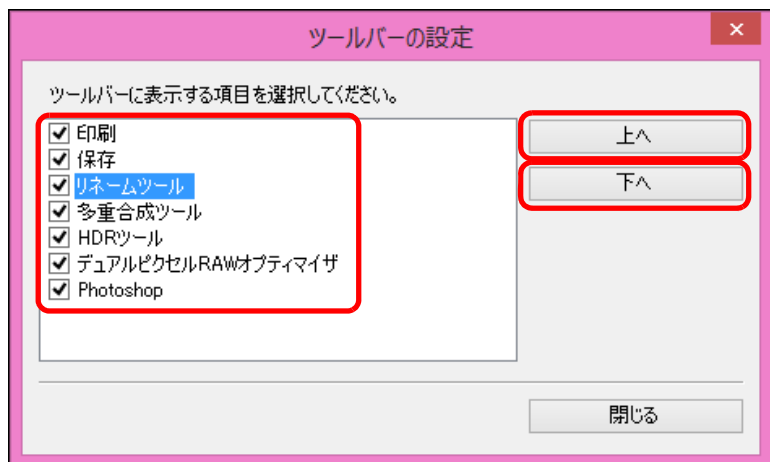 ツールバーの設定
ツールバーに表示する項目を選択してください。
印刷
保存
リネームツール
多重合成ツール
HDRツール
デュアルピクセルRAWオプティマイザ
Photoshop
上へ
下へ
閉じる